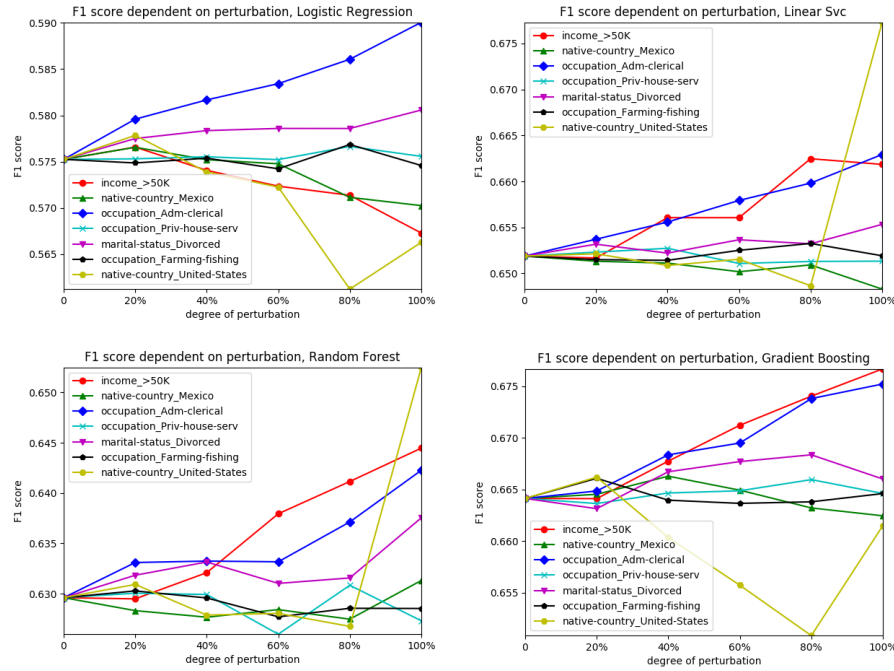 F1 score dependent on perturbation, Logistic Regression
0.590
0.585
0.580
0.575
0.570
0.565
F1 score
income_>50K
native-country_Mexico
occupation_Adm-clerical
occupation_Priv-house-serv
marital-status_Divorced
occupation_Farming-fishing
native-country_United-States
0 20% 40% 60% 80% 100%
degree of perturbation
F1 score dependent on perturbation, Linear Svc
0.675
0.670
0.665
0.660
0.655
0.650
F1 score
income_>50K
native-country_Mexico
occupation_Adm-clerical
occupation_Priv-house-serv
marital-status_Divorced
occupation_Farming-fishing
native-country_United-States
0 20% 40% 60% 80% 100%
degree of perturbation
F1 score dependent on perturbation, Random Forest
0.650
0.645
0.640
0.635
0.630
F1 score
income_>50K
native-country_Mexico
occupation_Adm-clerical
occupation_Priv-house-serv
marital-status_Divorced
occupation_Farming-fishing
native-country_United-States
0 20% 40% 60% 80% 100%
degree of perturbation
F1 score dependent on perturbation, Gradient Boosting
0.675
0.670
0.665
0.660
0.655
F1 score
income_>50K
native-country_Mexico
occupation_Adm-clerical
occupation_Priv-house-serv
marital-status_Divorced
occupation_Farming-fishing
native-country_United-States
0 20% 40% 60% 80% 100%
degree of perturbation